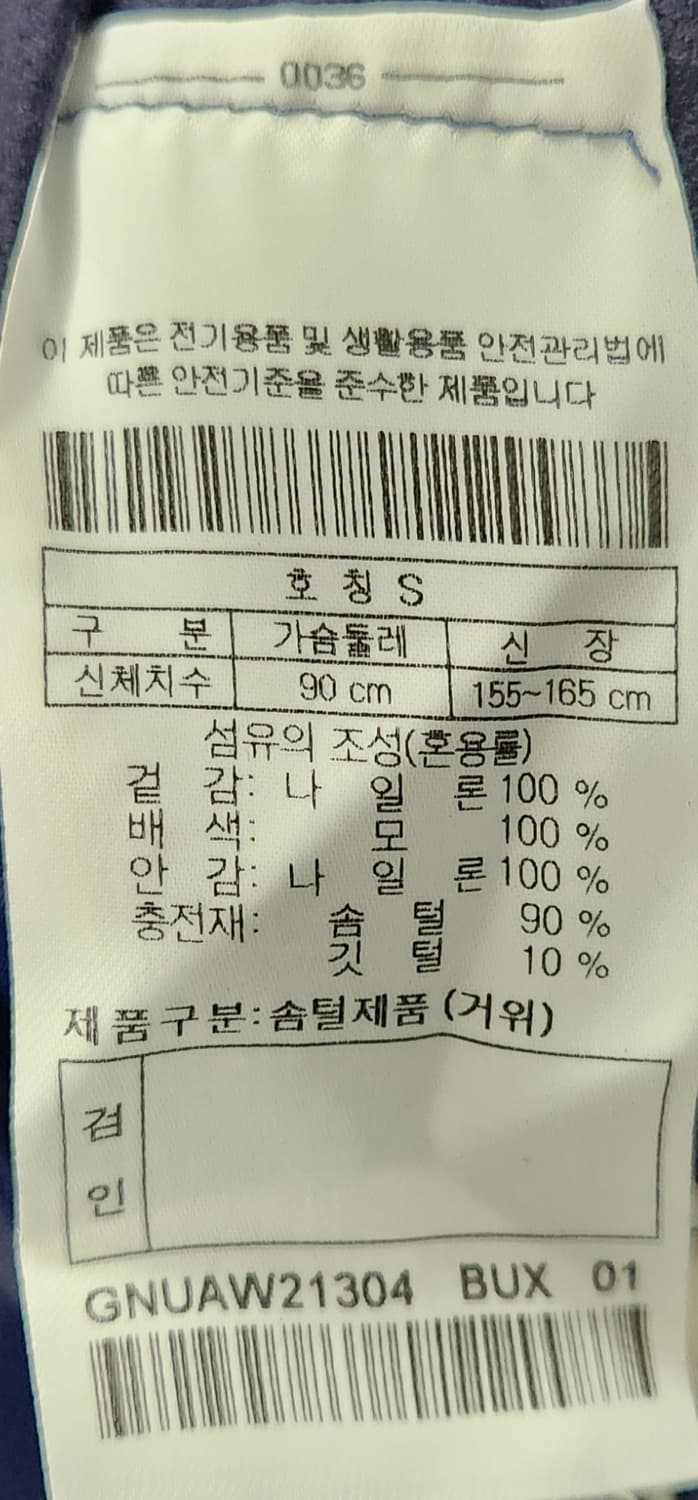 0036
이 제품은 전기용품 및 생활용품 안전관리법에
따른 안전기준을 준수한 제품입니다
호 칭 S
구 분 가슴둘레 신 장
신체치수 90 cm 155~165 cm
섬유의 조성(혼용률)
겉 감: 나 일 론 100 %
배 색: 모 100 %
안 감: 나 일 론 100 %
충전재: 솜 털 90 %
깃 털 10 %
제품구분:솜털제품 (거위)
검
인
GNUAW21304 BUX 01